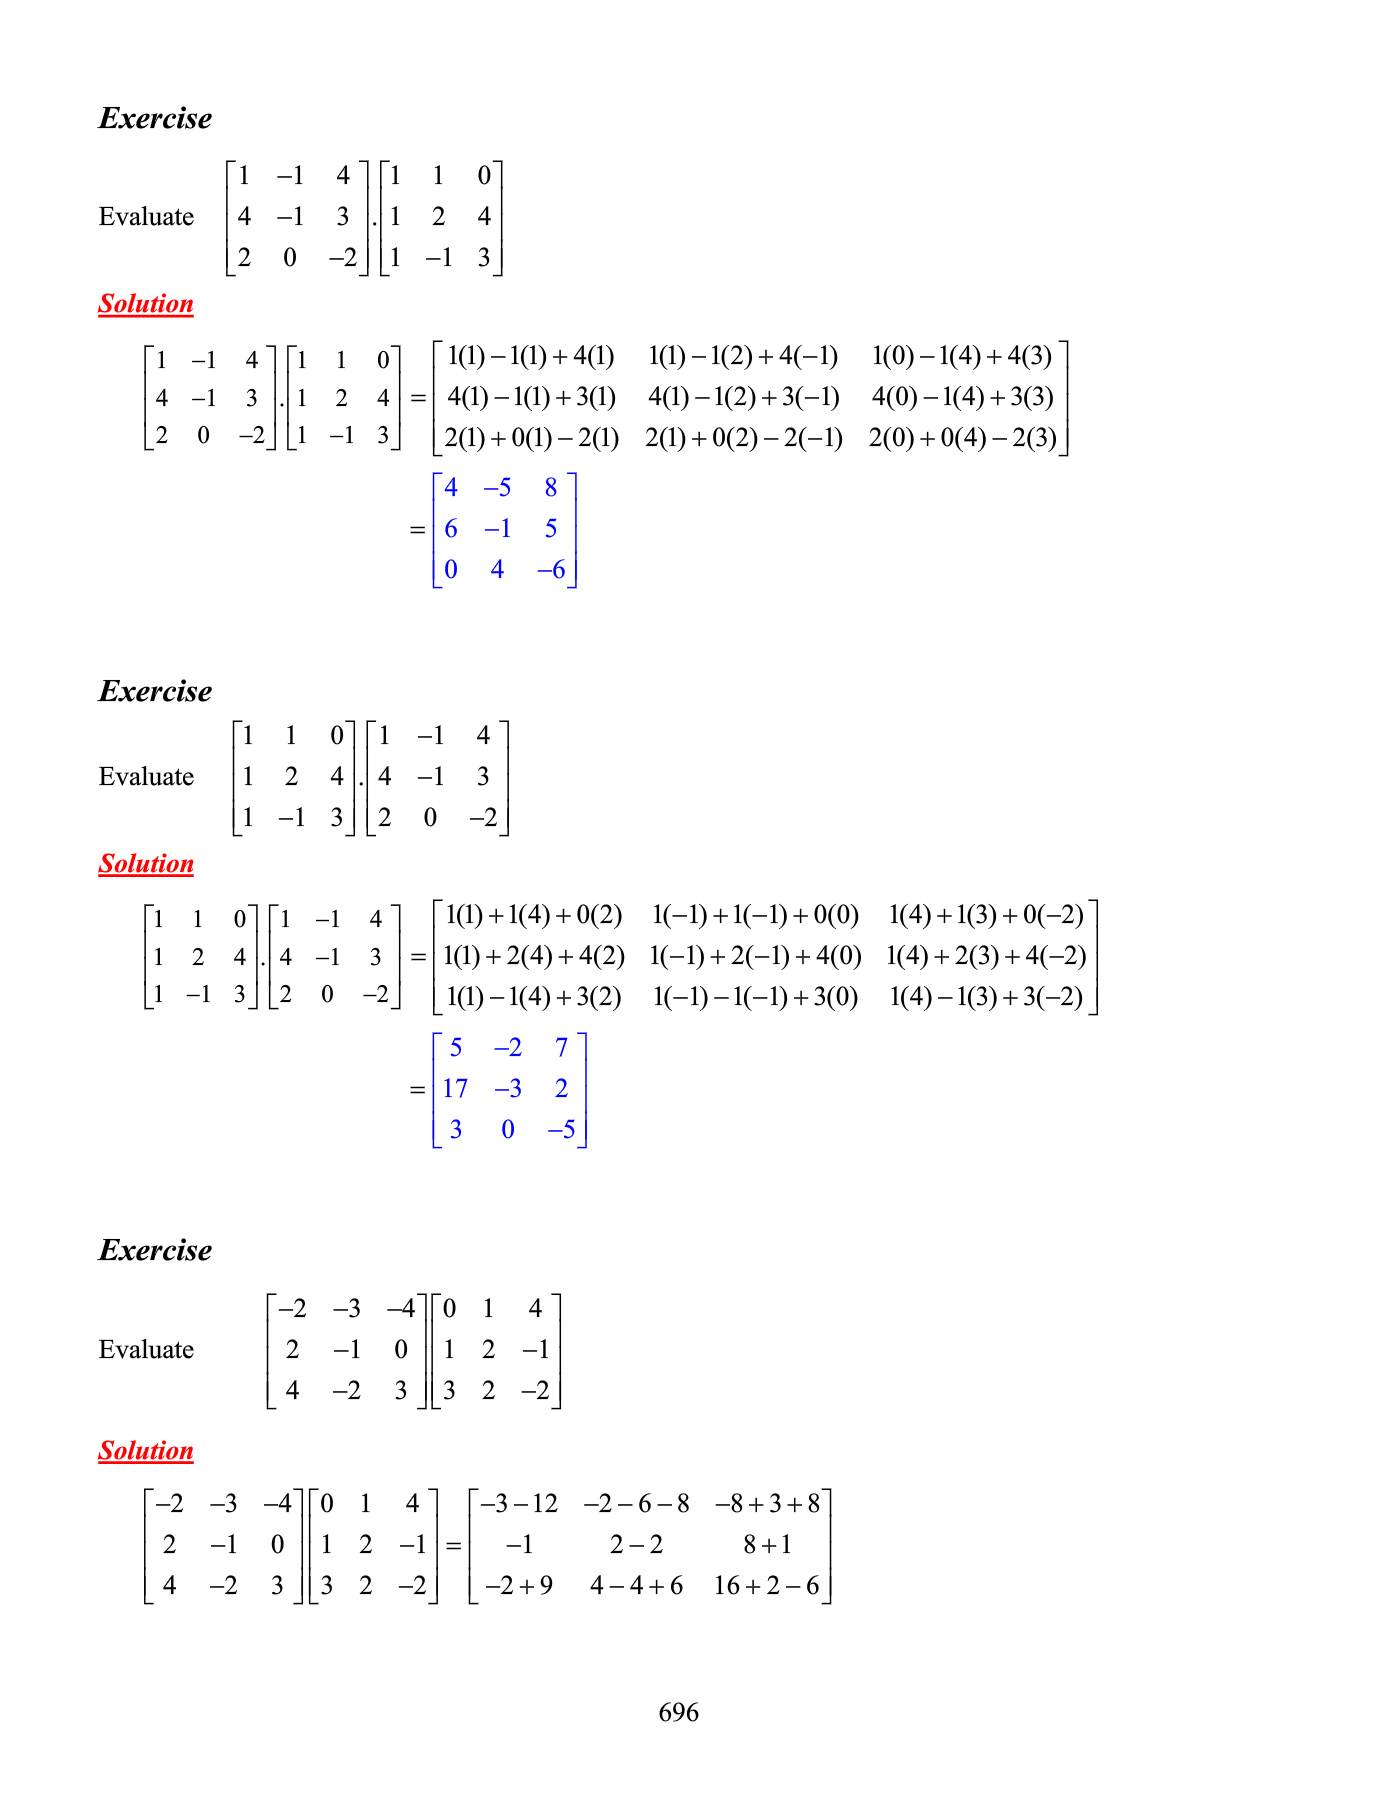 Exercise
Evaluate \begin{bmatrix} 1 & -1 & 4 \\ 4 & -1 & 3 \\ 2 & 0 & -2 \end{bmatrix} . \begin{bmatrix} 1 & 1 & 0 \\ 1 & 2 & 4 \\ 1 & -1 & 3 \end{bmatrix}
Solution
\begin{bmatrix} 1 & -1 & 4 \\ 4 & -1 & 3 \\ 2 & 0 & -2 \end{bmatrix} . \begin{bmatrix} 1 & 1 & 0 \\ 1 & 2 & 4 \\ 1 & -1 & 3 \end{bmatrix} = \begin{bmatrix} 1(1)-1(1)+4(1) & 1(1)-1(2)+4(-1) & 1(0)-1(4)+4(3) \\ 4(1)-1(1)+3(1) & 4(1)-1(2)+3(-1) & 4(0)-1(4)+3(3) \\ 2(1)+0(1)-2(1) & 2(1)+0(2)-2(-1) & 2(0)+0(4)-2(3) \end{bmatrix}
= \begin{bmatrix} 4 & -5 & 8 \\ 6 & -1 & 5 \\ 0 & 4 & -6 \end{bmatrix}
Exercise
Evaluate \begin{bmatrix} 1 & 1 & 0 \\ 1 & 2 & 4 \\ 1 & -1 & 3 \end{bmatrix} . \begin{bmatrix} 1 & -1 & 4 \\ 4 & -1 & 3 \\ 2 & 0 & -2 \end{bmatrix}
Solution
\begin{bmatrix} 1 & 1 & 0 \\ 1 & 2 & 4 \\ 1 & -1 & 3 \end{bmatrix} . \begin{bmatrix} 1 & -1 & 4 \\ 4 & -1 & 3 \\ 2 & 0 & -2 \end{bmatrix} = \begin{bmatrix} 1(1)+1(4)+0(2) & 1(-1)+1(-1)+0(0) & 1(4)+1(3)+0(-2) \\ 1(1)+2(4)+4(2) & 1(-1)+2(-1)+4(0) & 1(4)+2(3)+4(-2) \\ 1(1)-1(4)+3(2) & 1(-1)-1(-1)+3(0) & 1(4)-1(3)+3(-2) \end{bmatrix}
= \begin{bmatrix} 5 & -2 & 7 \\ 17 & -3 & 2 \\ 3 & 0 & -5 \end{bmatrix}
Exercise
Evaluate \begin{bmatrix} -2 & -3 & -4 \\ 2 & -1 & 0 \\ 4 & -2 & 3 \end{bmatrix} \begin{bmatrix} 0 & 1 & 4 \\ 1 & 2 & -1 \\ 3 & 2 & -2 \end{bmatrix}
Solution
\begin{bmatrix} -2 & -3 & -4 \\ 2 & -1 & 0 \\ 4 & -2 & 3 \end{bmatrix} \begin{bmatrix} 0 & 1 & 4 \\ 1 & 2 & -1 \\ 3 & 2 & -2 \end{bmatrix} = \begin{bmatrix} -3-12 & -2-6-8 & -8+3+8 \\ -1 & 2-2 & 8+1 \\ -2+9 & 4-4+6 & 16+2-6 \end{bmatrix}
696